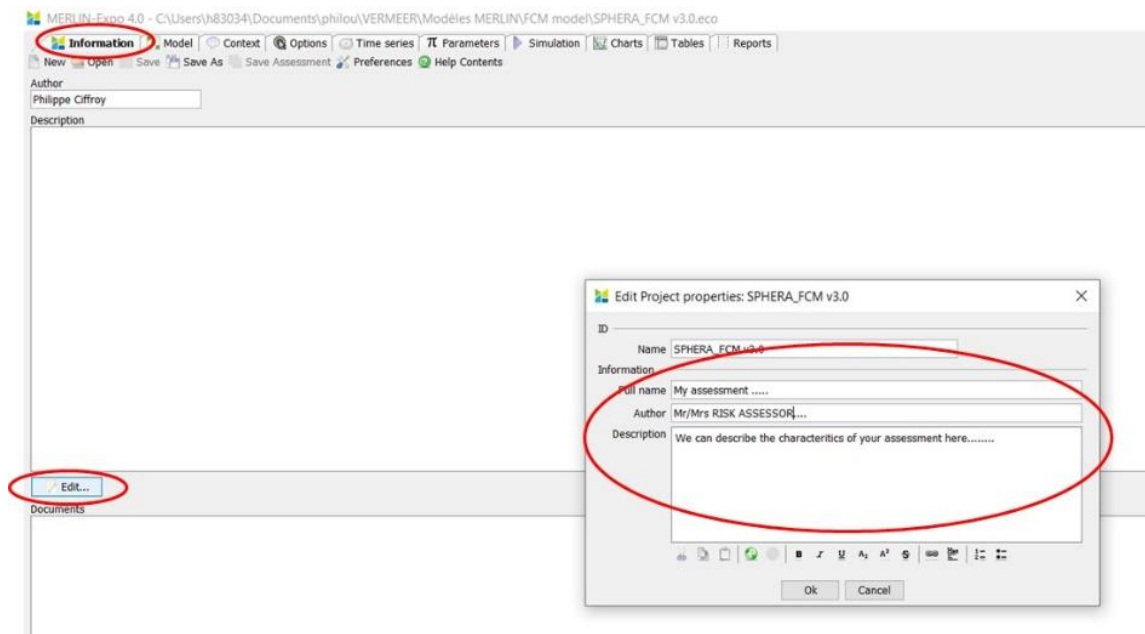 MERLIN-Expo 4.0 - C:\Users\h83034\Documents\philou\VERMEER\Modèles MERLIN\FCM model\SPHERA_FCM v3.0.eco
Information Model Context Options Time series π Parameters Simulation Charts Tables Reports
New Open Save Save As Save Assessment Preferences Help Contents
Author
Philippe Ciffroy
Description
Edit...
Documents
Edit Project properties: SPHERA_FCM v3.0
ID
Name SPHERA_FCM v3.0
Information
Full name My assessment .....
Author Mr/Mrs RISK ASSESSOR....
Description We can describe the characteritics of your assessment here........
B I U A₂ A² S
Ok Cancel